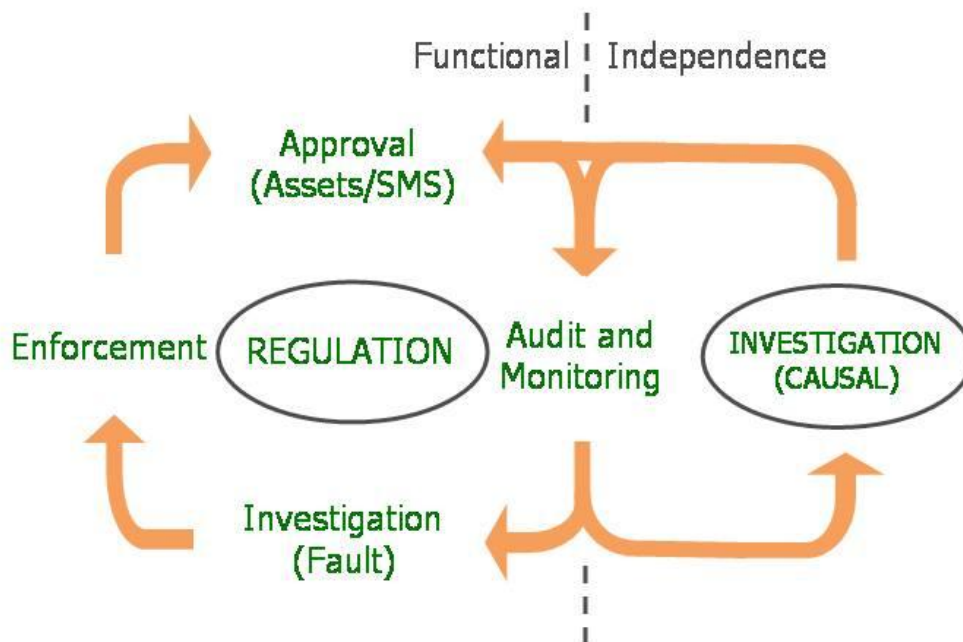 Functional Independence
Approval
(Assets/SMS)
Enforcement
REGULATION
Audit and
Monitoring
INVESTIGATION
(CAUSAL)
Investigation
(Fault)